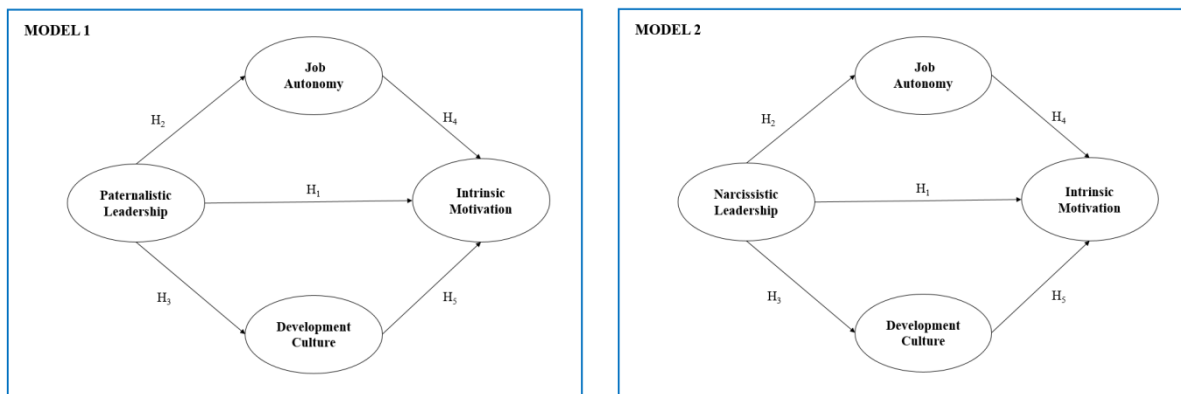 MODEL 1
Job
Autonomy
H2
H4
Paternalistic
Leadership
H1
Intrinsic
Motivation
H3
H5
Development
Culture
MODEL 2
Job
Autonomy
H2
H4
Narcissistic
Leadership
H1
Intrinsic
Motivation
H3
H5
Development
Culture